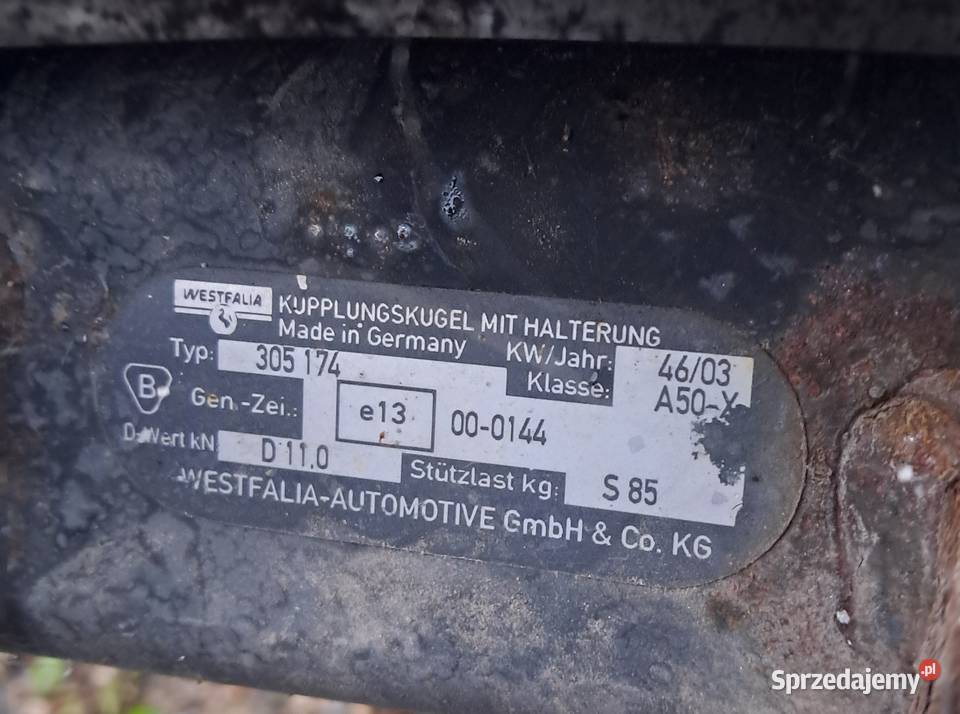 WESTFALIA KUPPLUNGSKUGEL MIT HALTERUNG
Made in Germany
KW/Jahr: 46/03
Typ: 305 174
Klasse: A50-X
B
Gen.-Zei.: e13 00-0144
D-Wert kN D 11.0
Stützlast kg: S 85
WESTFALIA-AUTOMOTIVE GmbH & Co. KG
Sprzedajemy.pl